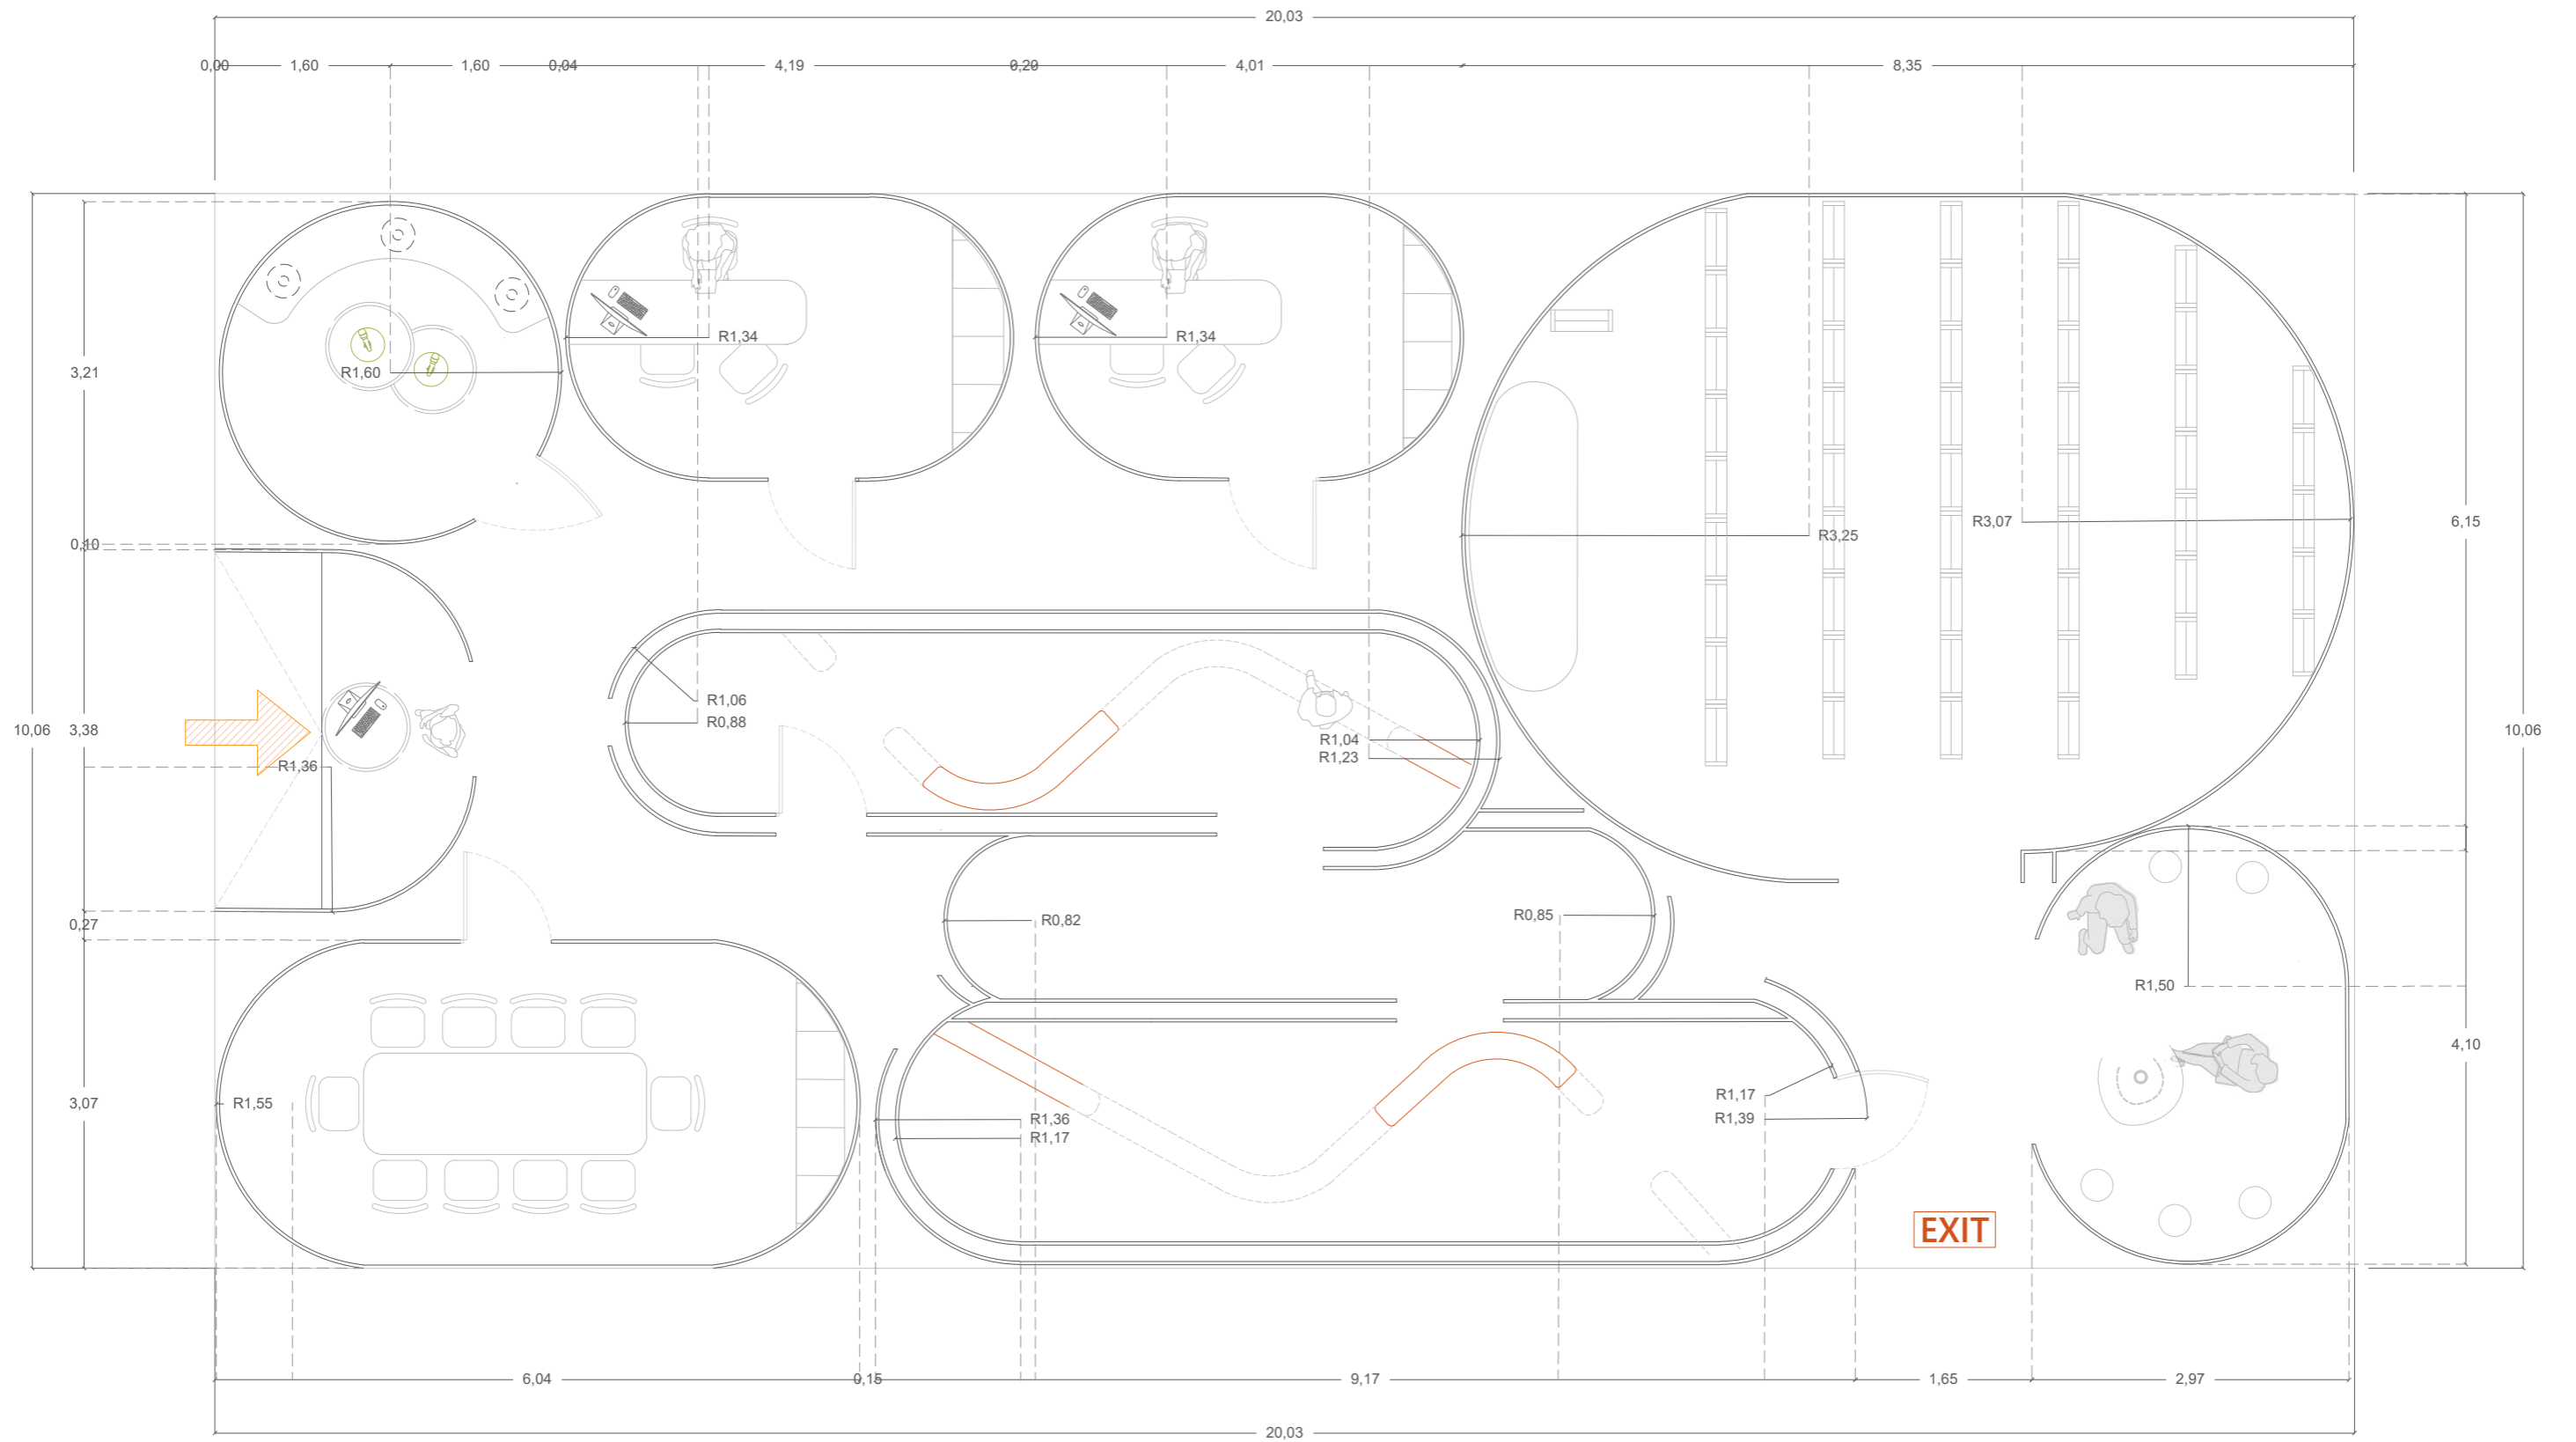 20,03
0,00 1,60 1,60 0,04 4,19 0,20 4,01 8,35
R1,34 R1,34
3,21 R1,60
R3,07 6,15
R3,25
0,10
R1,06
R0,88
10,06 3,38 R1,04 10,06
R1,23
R1,36
0,27 R0,82 R0,85
R1,50
4,10
R1,17
3,07 R1,55
R1,36 R1,39
R1,17
EXIT
6,04 0,15 9,17 1,65 2,97
20,03